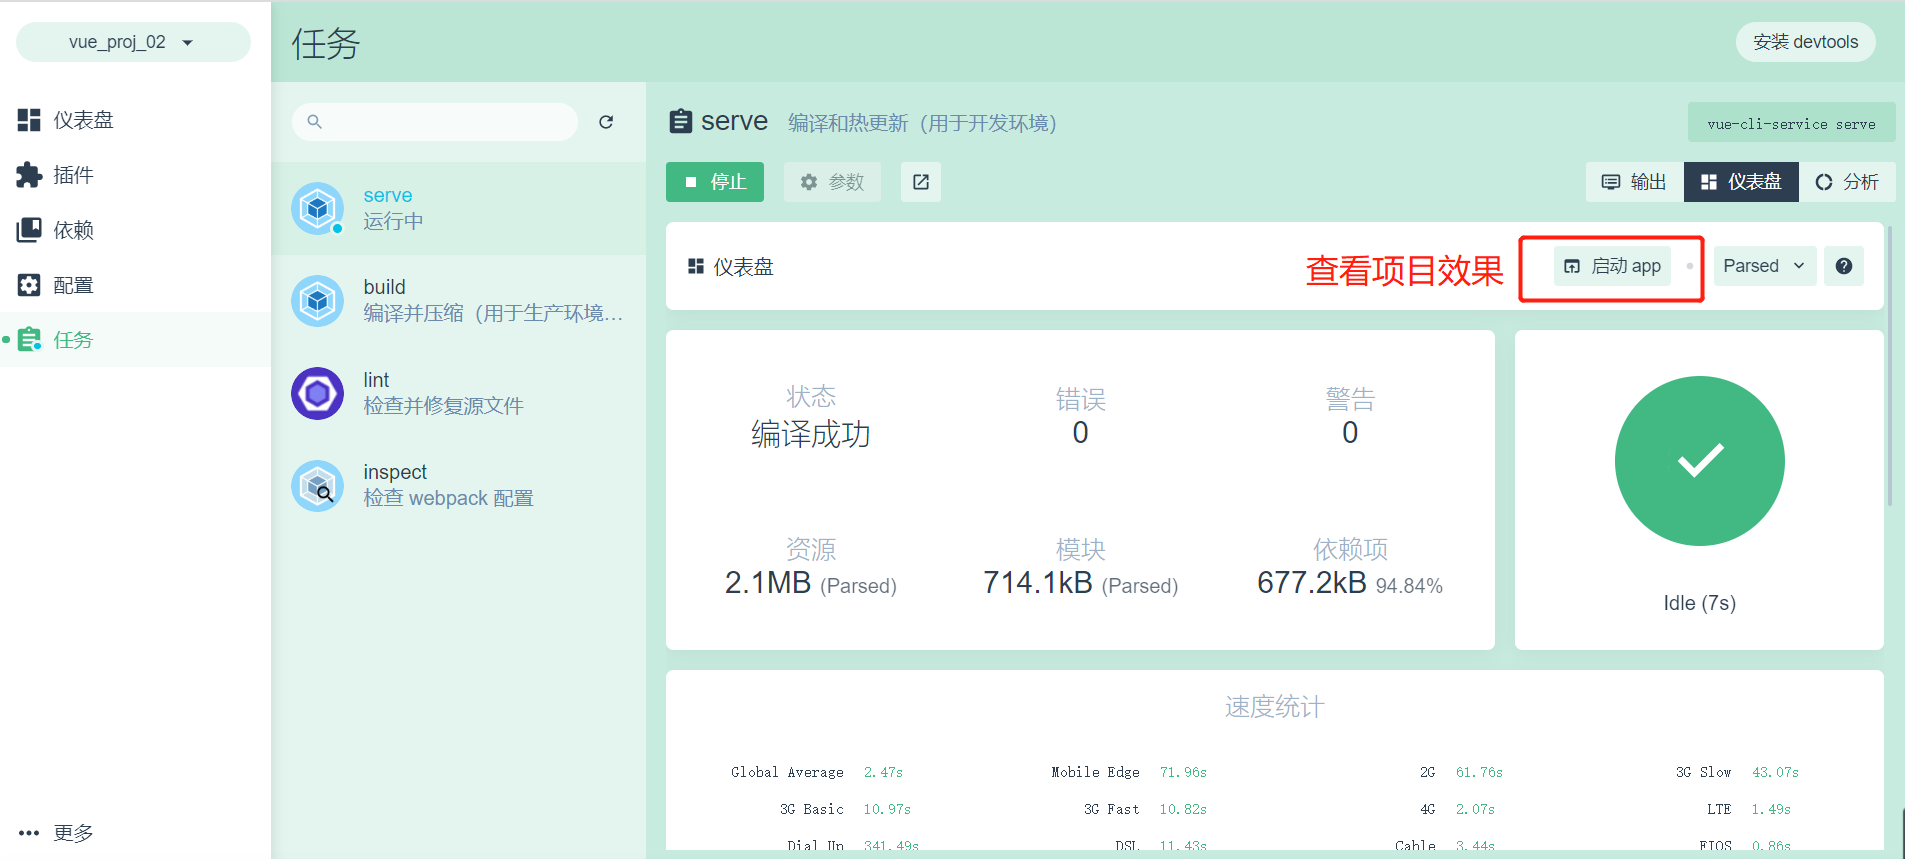 vue_proj_02
任务
安装 devtools
仪表盘
插件
依赖
配置
任务
更多
serve
运行中
build
编译并压缩（用于生产环境…
lint
检查并修复源文件
inspect
检查 webpack 配置
serve 编译和热更新（用于开发环境）
vue-cli-service serve
停止 参数
输出 仪表盘 分析
仪表盘
查看项目效果
启动 app
Parsed
状态
编译成功
错误
0
警告
0
资源
2.1MB (Parsed)
模块
714.1kB (Parsed)
依赖项
677.2kB 94.84%
Idle (7s)
速度统计
Global Average 2.47s Mobile Edge 71.96s 2G 61.76s 3G Slow 43.07s
3G Basic 10.97s 3G Fast 10.82s 4G 2.07s LTE 1.49s
Dial Up 341.49s DSL 11.43s Cable 3.44s FIOS 0.86s